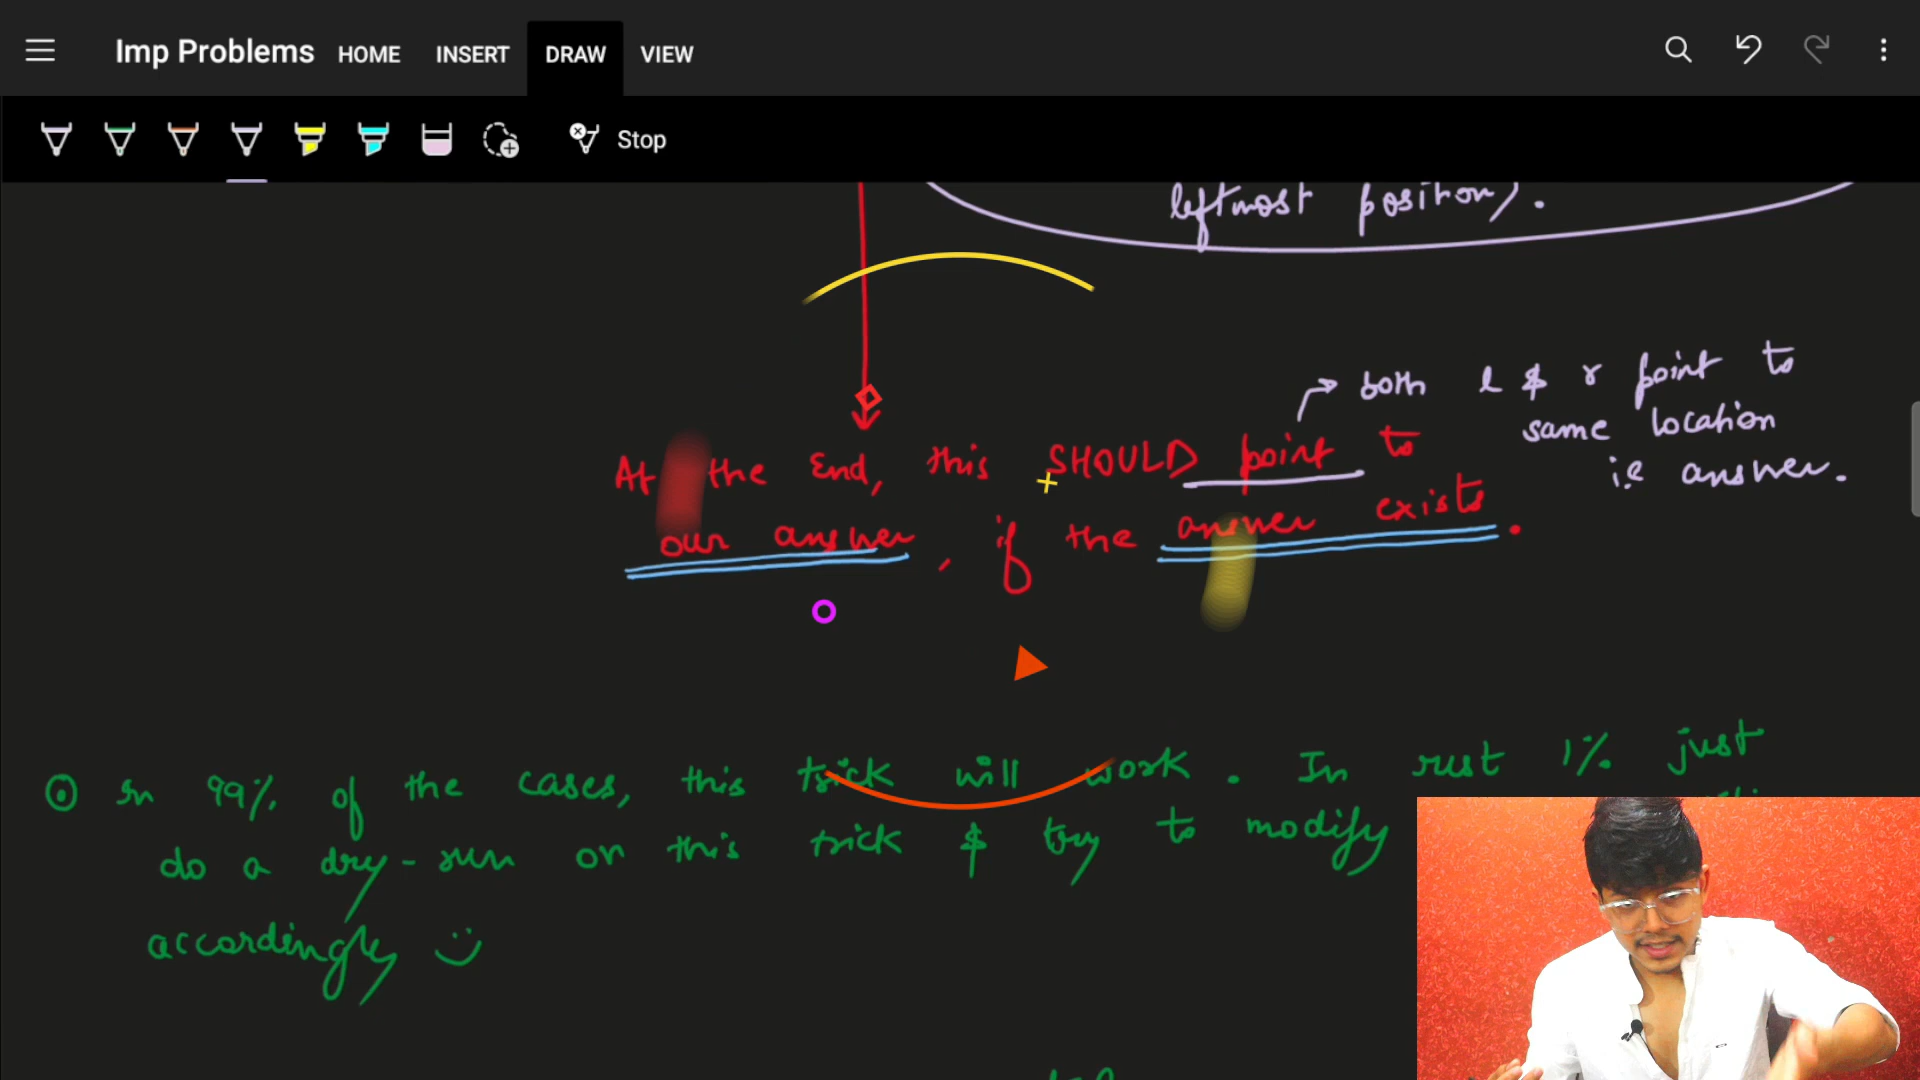 Imp Problems HOME INSERT DRAW VIEW
Stop
leftmost position).
both l & r point to
same location
i.e answer.
At the End, this SHOULD point to
our answer, if the answer exists.
In 99% of the cases, this trick will work. In rest 1% just
do a dry-run on this trick & try to modify
accordingly